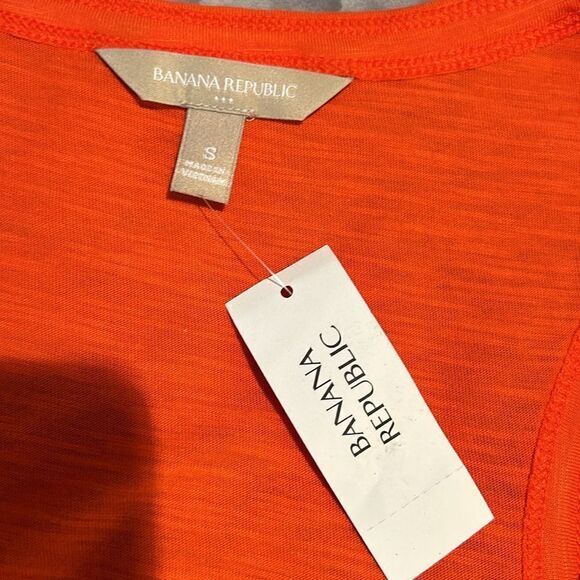 BANANA REPUBLIC
S
MADE IN
VIETNAM
BANANA
REPUBLIC